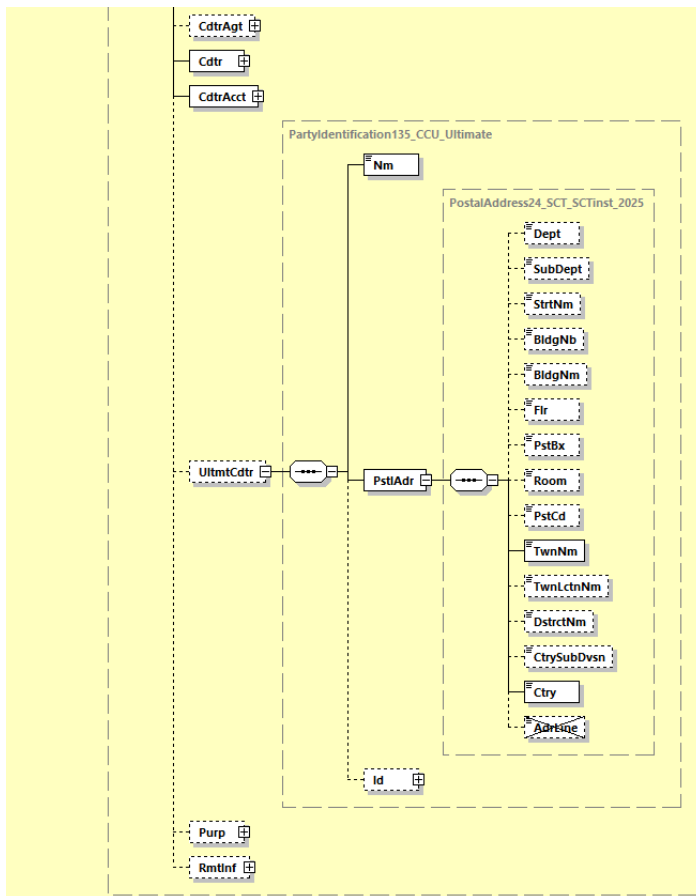 CdtrAgt
Cdtr
CdtrAcct
PartyIdentification135_CCU_Ultimate
Nm
PostalAddress24_SCT_SCTinst_2025
Dept
SubDept
StrtNm
BldgNb
BldgNm
Flr
PstBx
UltmtCdtr
PstlAdr
Room
PstCd
TwnNm
TwnLctnNm
DstrctNm
CtrySubDvsn
Ctry
AdrLine
Id
Purp
RmtInf